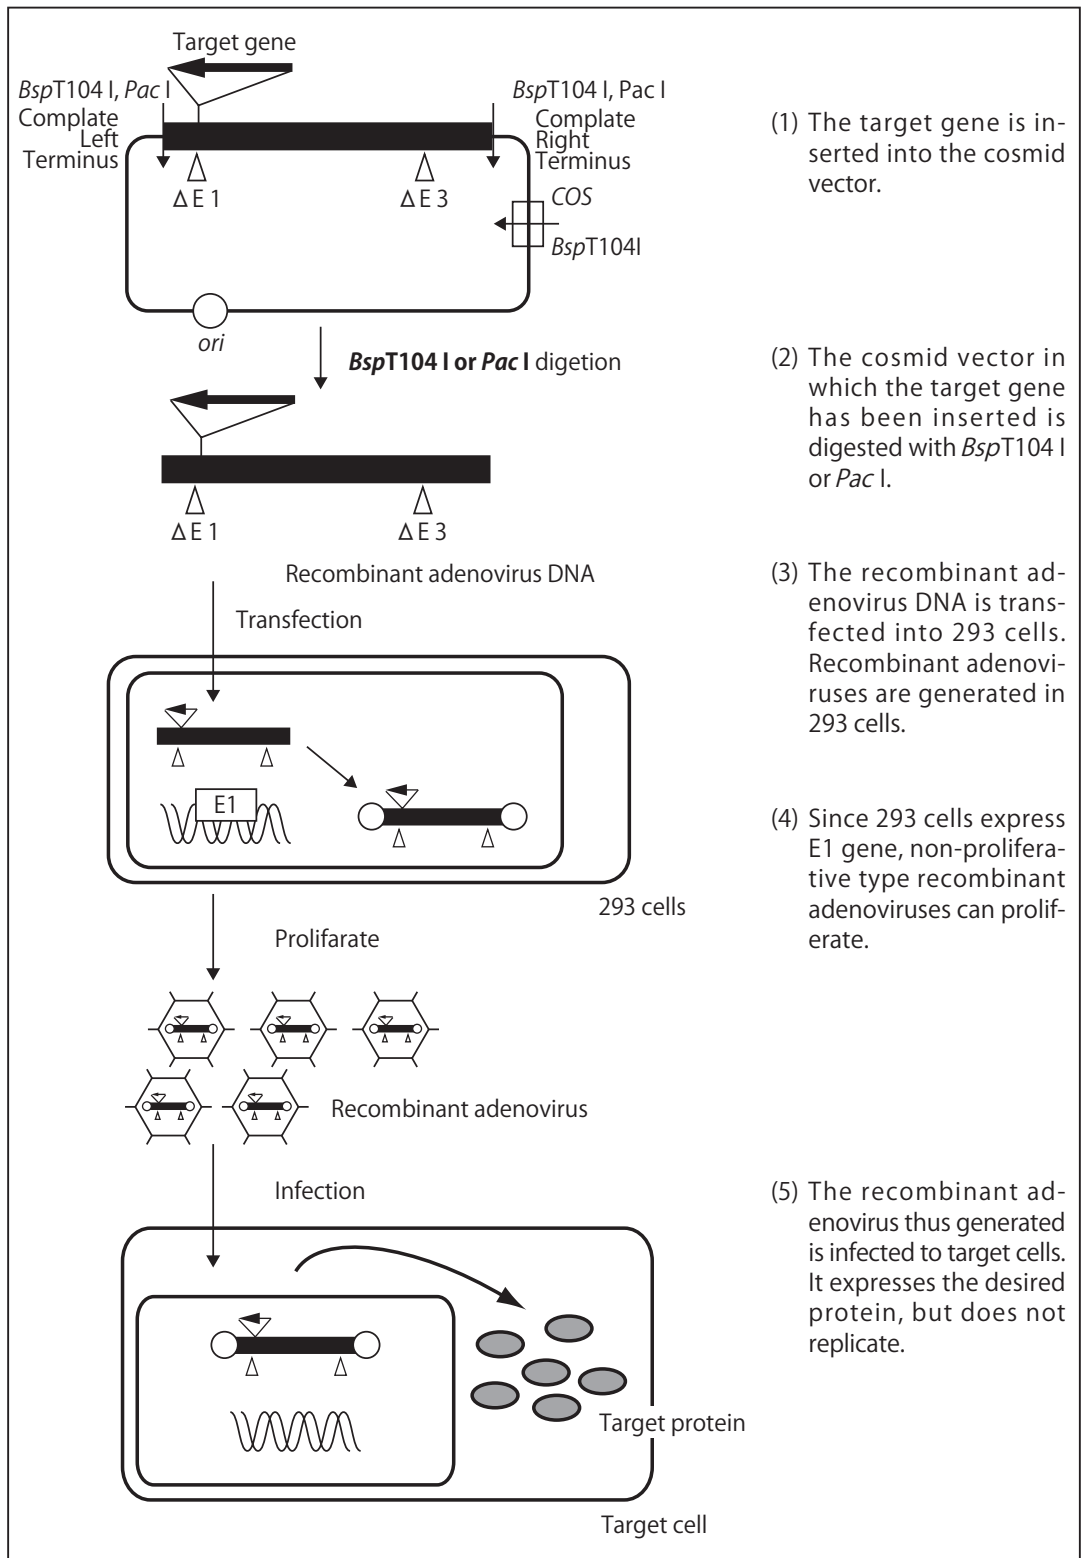 Target gene
BspT104 I, Pac I
Complate
Left
Terminus
BspT104 I, Pac I
Complate
Right
Terminus
Δ E 1
Δ E 3
COS
BspT104I
ori
(1) The target gene is in-
serted into the cosmid
vector.
BspT104 I or Pac I digetion
Δ E 1
Δ E 3
(2) The cosmid vector in
which the target gene
has been inserted is
digested with BspT104 I
or Pac I.
Recombinant adenovirus DNA
Transfection
E1
293 cells
(3) The recombinant ad-
enovirus DNA is trans-
fected into 293 cells.
Recombinant adenovi-
ruses are generated in
293 cells.
(4) Since 293 cells express
E1 gene, non-prolifera-
tive type recombinant
adenoviruses can prolif-
erate.
Prolifarate
Recombinant adenovirus
Infection
(5) The recombinant ad-
enovirus thus generated
is infected to target cells.
It expresses the desired
protein, but does not
replicate.
Target protein
Target cell